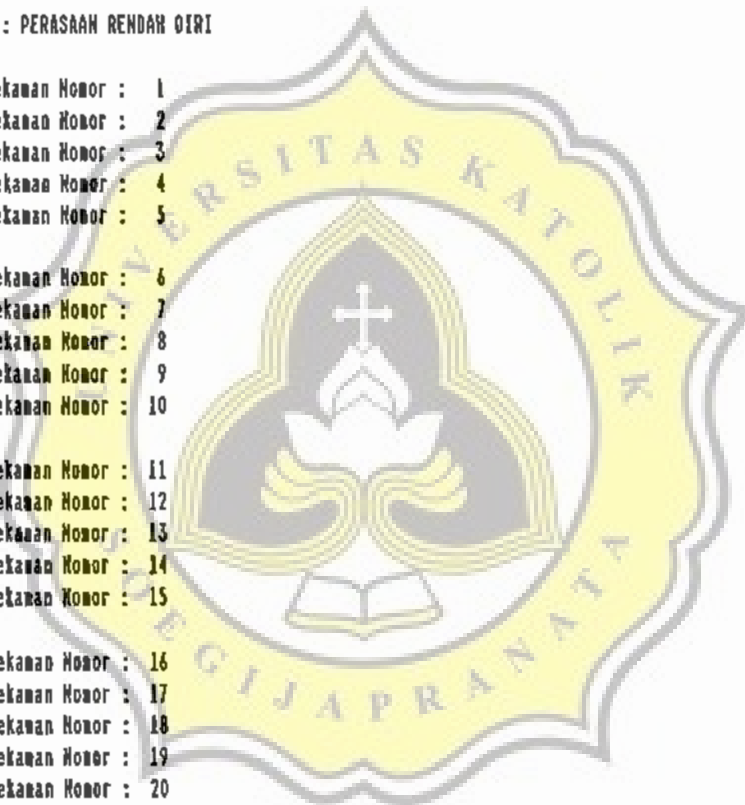 : PERASAAN RENDAH DIRI
ekaman Nomor : 1
ekaman Nomor : 2
ekaman Nomor : 3
ekaman Nomor : 4
ekaman Nomor : 5
ekaman Nomor : 6
ekaman Nomor : 7
ekaman Nomor : 8
ekaman Nomor : 9
ekaman Nomor : 10
ekaman Nomor : 11
ekaman Nomor : 12
ekaman Nomor : 13
ekaman Nomor : 14
ekaman Nomor : 15
ekaman Nomor : 16
ekaman Nomor : 17
ekaman Nomor : 18
ekaman Nomor : 19
ekaman Nomor : 20
UNIVERSITAS KATOLIK
SOEGIJAPRANATA